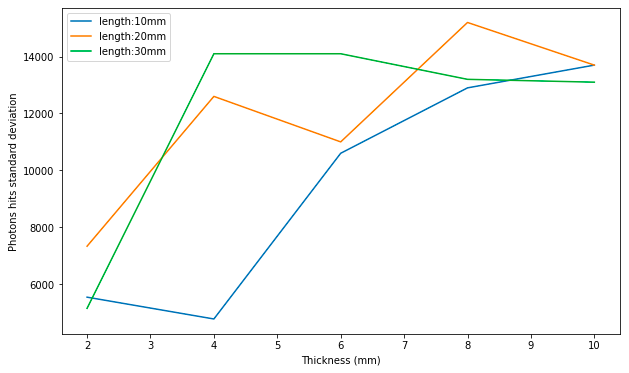 length:10mm
length:20mm
length:30mm
14000
12000
10000
8000
6000
Photons hits standard deviation
2 3 4 5 6 7 8 9 10
Thickness (mm)